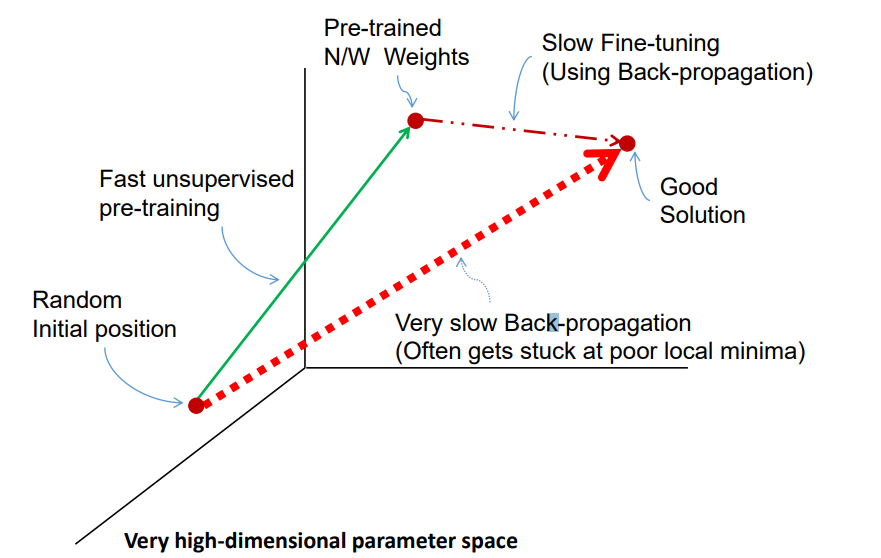 Pre-trained
N/W Weights
Slow Fine-tuning
(Using Back-propagation)
Fast unsupervised
pre-training
Good
Solution
Random
Initial position
Very slow Back-propagation
(Often gets stuck at poor local minima)
Very high-dimensional parameter space